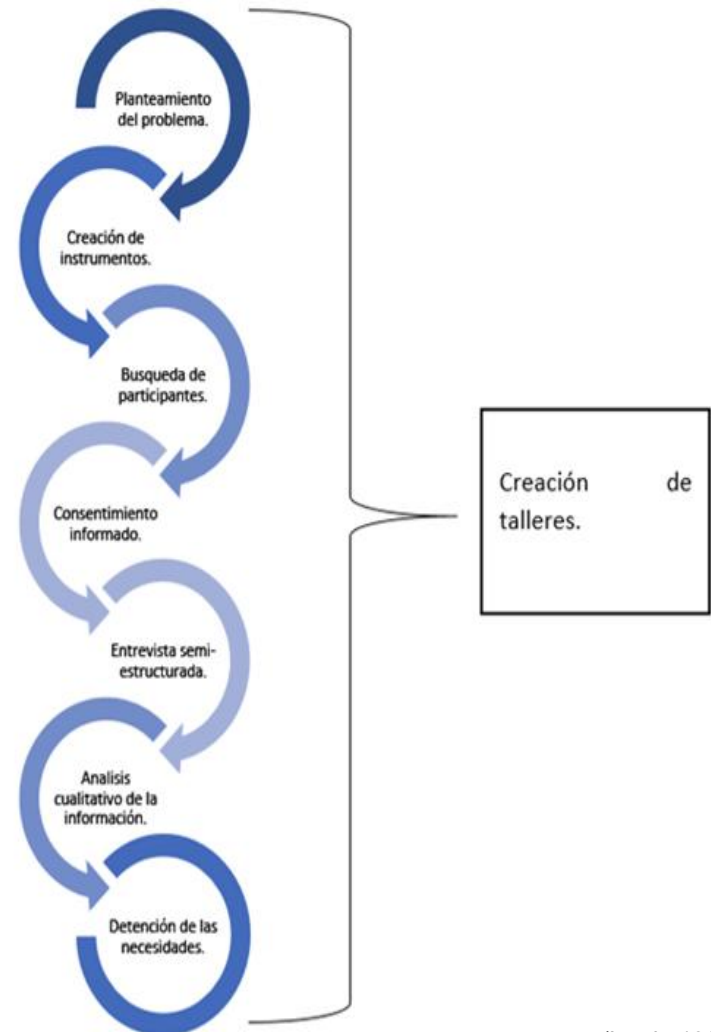 Planteamiento
del problema.
Creación de
instrumentos.
Busqueda de
participantes.
Consentimiento
informado.
Entrevista semi-
estructurada.
Analisis
cualitativo de la
información.
Detención de las
necesidades.
Creación de
talleres.